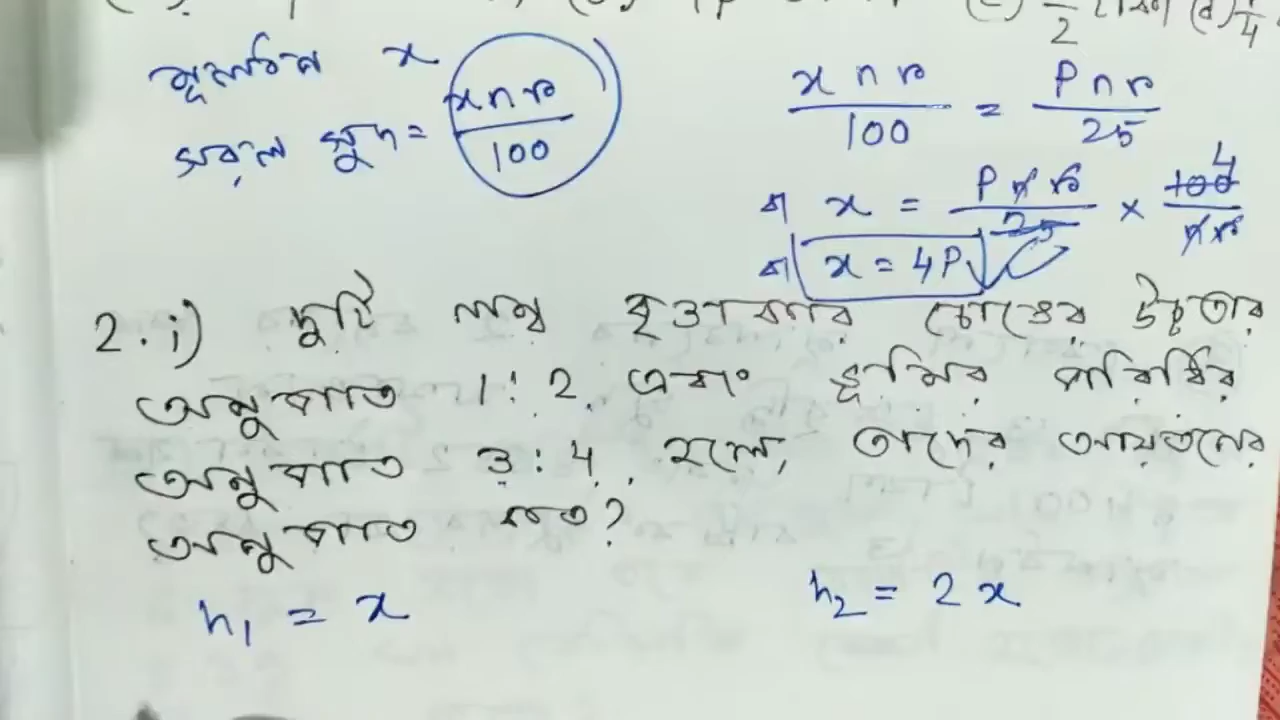 মূলধন x
সরল সুদ = xnr/100
xnr/100 = Pnr/25
বা x = Pnr/25 × 100/nr 4
বা x = 4P
2. i) দুটি লম্ব বৃত্তাকার চোঙের উচ্চতার
অনুপাত 1:2 এবং ভূমির পরিধির
অনুপাত 3:4 হলে, তাদের আয়তনের
অনুপাত কত?
h₁ = x h₂ = 2x